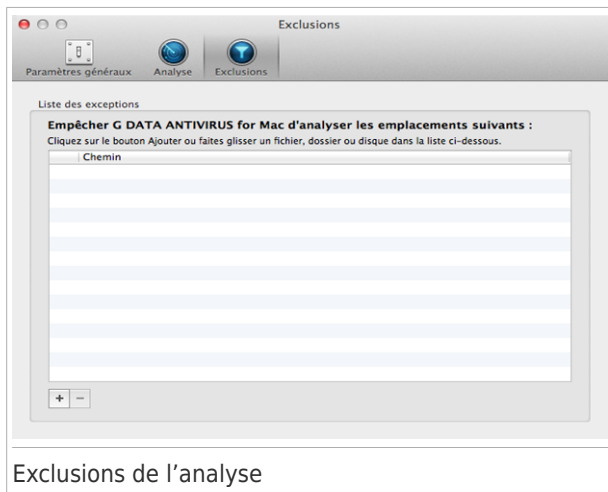 Exclusions
Paramètres généraux Analyse Exclusions
Liste des exceptions
Empêcher G DATA ANTIVIRUS for Mac d'analyser les emplacements suivants :
Cliquez sur le bouton Ajouter ou faites glisser un fichier, dossier ou disque dans la liste ci-dessous.
Chemin
+ −
Exclusions de l’analyse